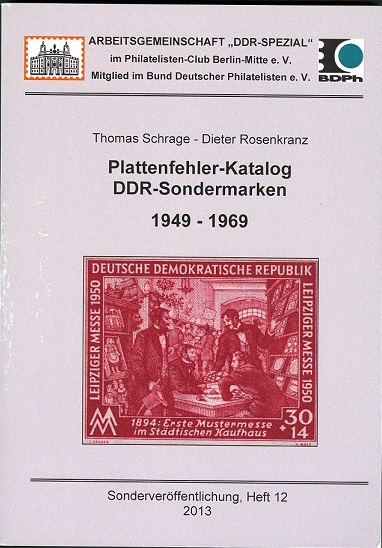 ARBEITSGEMEINSCHAFT „DDR-SPEZIAL“
im Philatelisten-Club Berlin-Mitte e. V.
Mitglied im Bund Deutscher Philatelisten e. V.
BDPh
Thomas Schrage - Dieter Rosenkranz
Plattenfehler-Katalog
DDR-Sondermarken
1949 - 1969
DEUTSCHE DEMOKRATISCHE REPUBLIK
LEIPZIGER MESSE 1950
LEIPZIGER MESSE 1950
30
+14
1894: Erste Mustermesse
im Städtischen Kaufhaus
Sonderveröffentlichung, Heft 12
2013